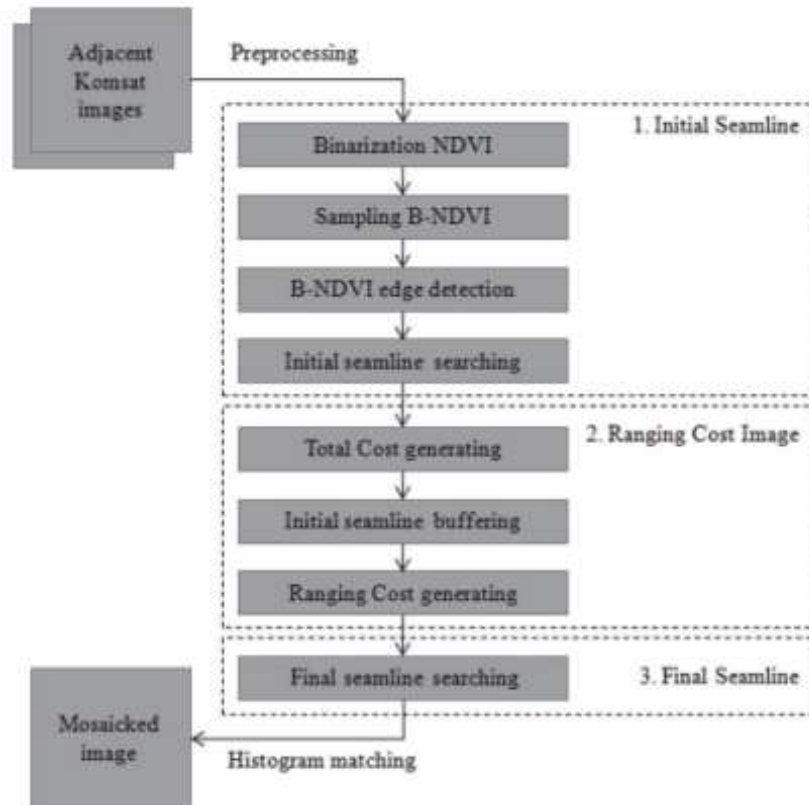 Adjacent
Komsat
images
Preprocessing
1. Initial Seamline
Binarization NDVI
Sampling B-NDVI
B-NDVI edge detection
Initial seamline searching
2. Ranging Cost Image
Total Cost generating
Initial seamline buffering
Ranging Cost generating
Final seamline searching
3. Final Seamline
Mosaicked
image
Histogram matching